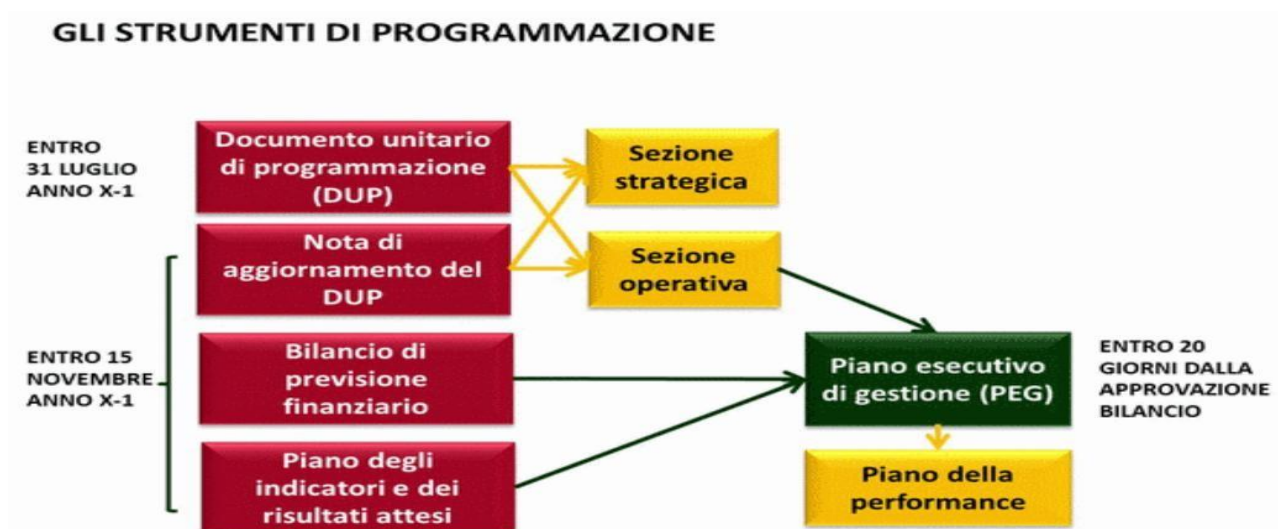 GLI STRUMENTI DI PROGRAMMAZIONE
ENTRO
31 LUGLIO
ANNO X-1
Documento unitario
di programmazione
(DUP)
Sezione
strategica
Nota di
aggiornamento del
DUP
Sezione
operativa
ENTRO 15
NOVEMBRE
ANNO X-1
Bilancio di
previsione
finanziario
Piano esecutivo
di gestione (PEG)
ENTRO 20
GIORNI DALLA
APPROVAZIONE
BILANCIO
Piano degli
indicatori e dei
risultati attesi
Piano della
performance